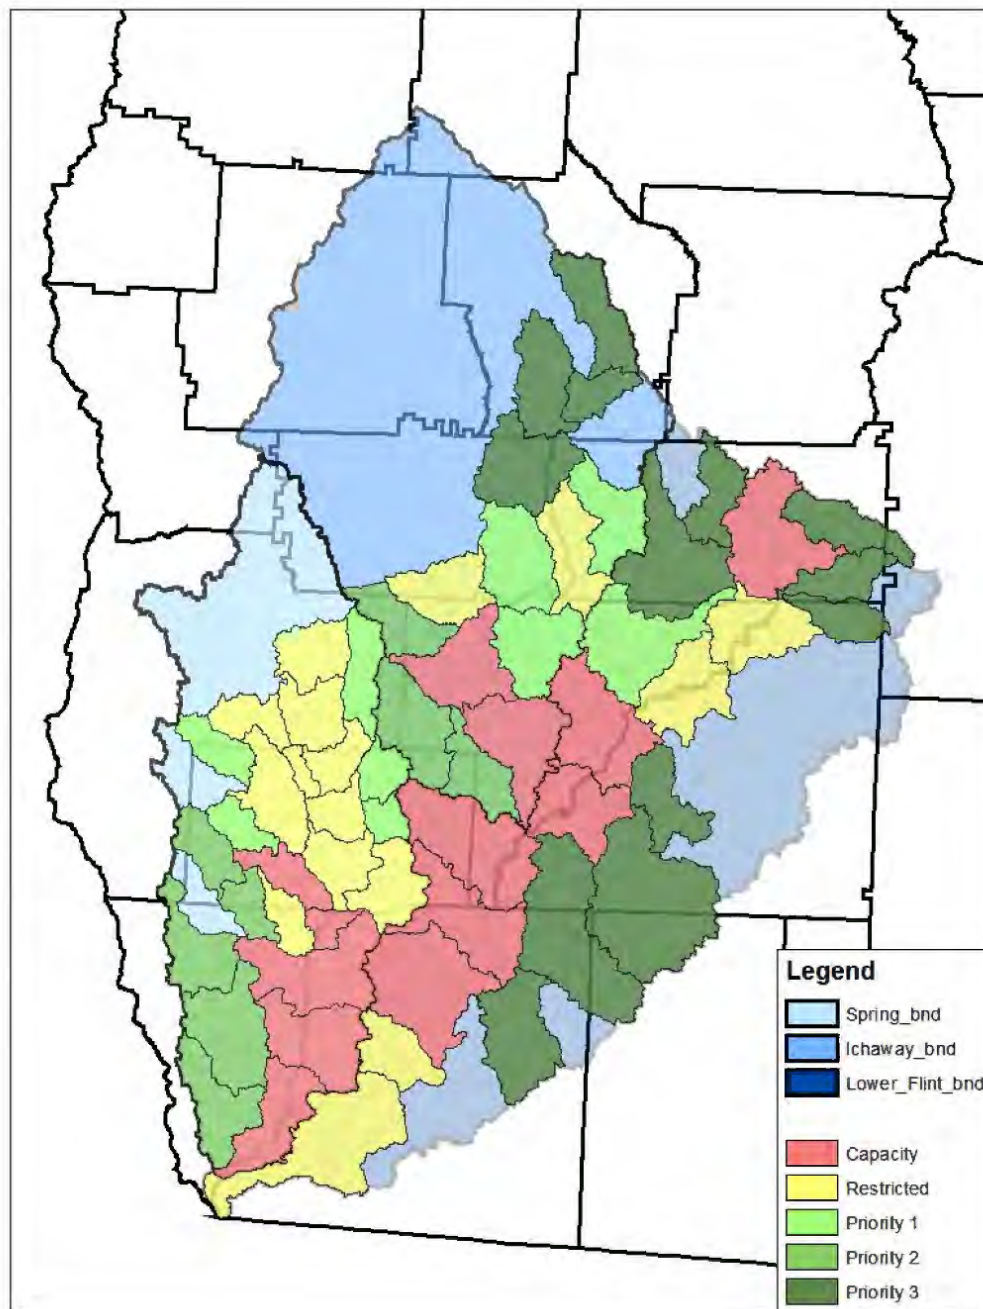 Legend
Spring_bnd
Ichaway_bnd
Lower_Flint_bnd
Capacity
Restricted
Priority 1
Priority 2
Priority 3